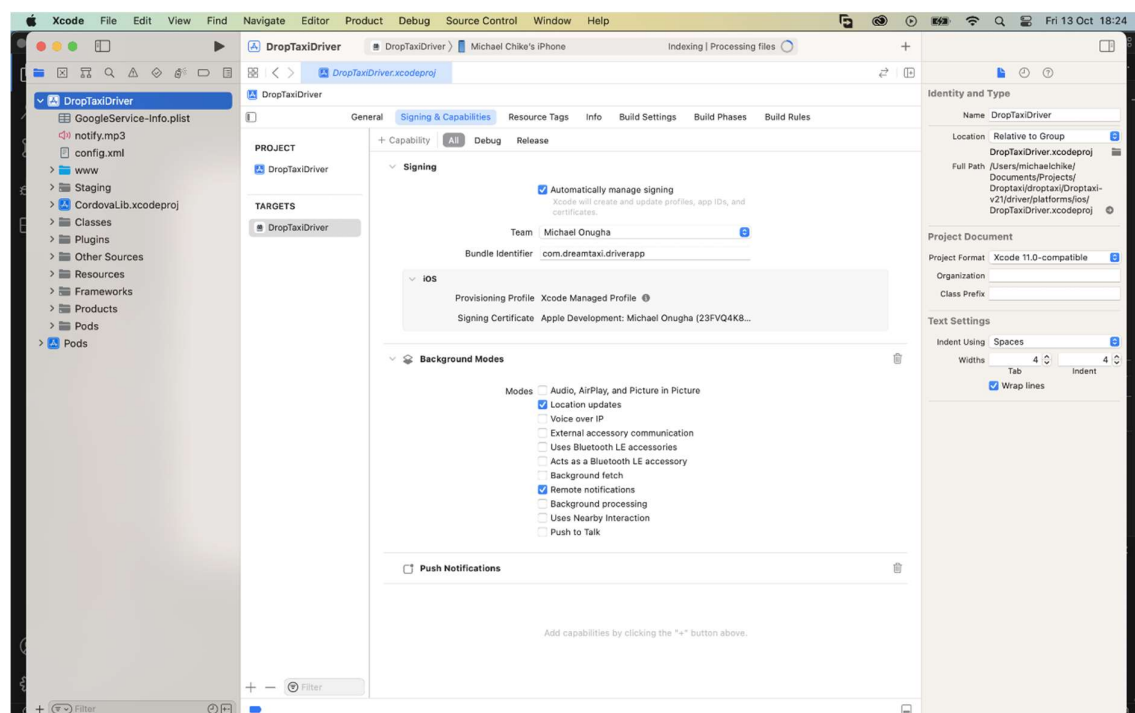 Xcode File Edit View Find Navigate Editor Product Debug Source Control Window Help Fri 13 Oct 18:24
DropTaxiDriver DropTaxiDriver Michael Chike's iPhone Indexing | Processing files
DropTaxiDriver.xcodeproj
DropTaxiDriver
GoogleService-Info.plist
notify.mp3
config.xml
www
Staging
CordovaLib.xcodeproj
Classes
Plugins
Other Sources
Resources
Frameworks
Products
Pods
Pods
Filter
DropTaxiDriver
General Signing & Capabilities Resource Tags Info Build Settings Build Phases Build Rules
PROJECT
DropTaxiDriver
TARGETS
DropTaxiDriver
Filter
+ Capability All Debug Release
Signing
Automatically manage signing
Xcode will create and update profiles, app IDs, and
certificates.
Team Michael Onugha
Bundle Identifier com.dreamtaxi.driverapp
iOS
Provisioning Profile Xcode Managed Profile
Signing Certificate Apple Development: Michael Onugha (23FVQ4K8...
Background Modes
Modes Audio, AirPlay, and Picture in Picture
Location updates
Voice over IP
External accessory communication
Uses Bluetooth LE accessories
Acts as a Bluetooth LE accessory
Background fetch
Remote notifications
Background processing
Uses Nearby Interaction
Push to Talk
Push Notifications
Add capabilities by clicking the "+" button above.
Identity and Type
Name DropTaxiDriver
Location Relative to Group
DropTaxiDriver.xcodeproj
Full Path /Users/michaelchike/
Documents/Projects/
Droptaxi/droptaxi/Droptaxi-
v21/driver/platforms/ios/
DropTaxiDriver.xcodeproj
Project Document
Project Format Xcode 11.0-compatible
Organization
Class Prefix
Text Settings
Indent Using Spaces
Widths 4 4
Tab Indent
Wrap lines